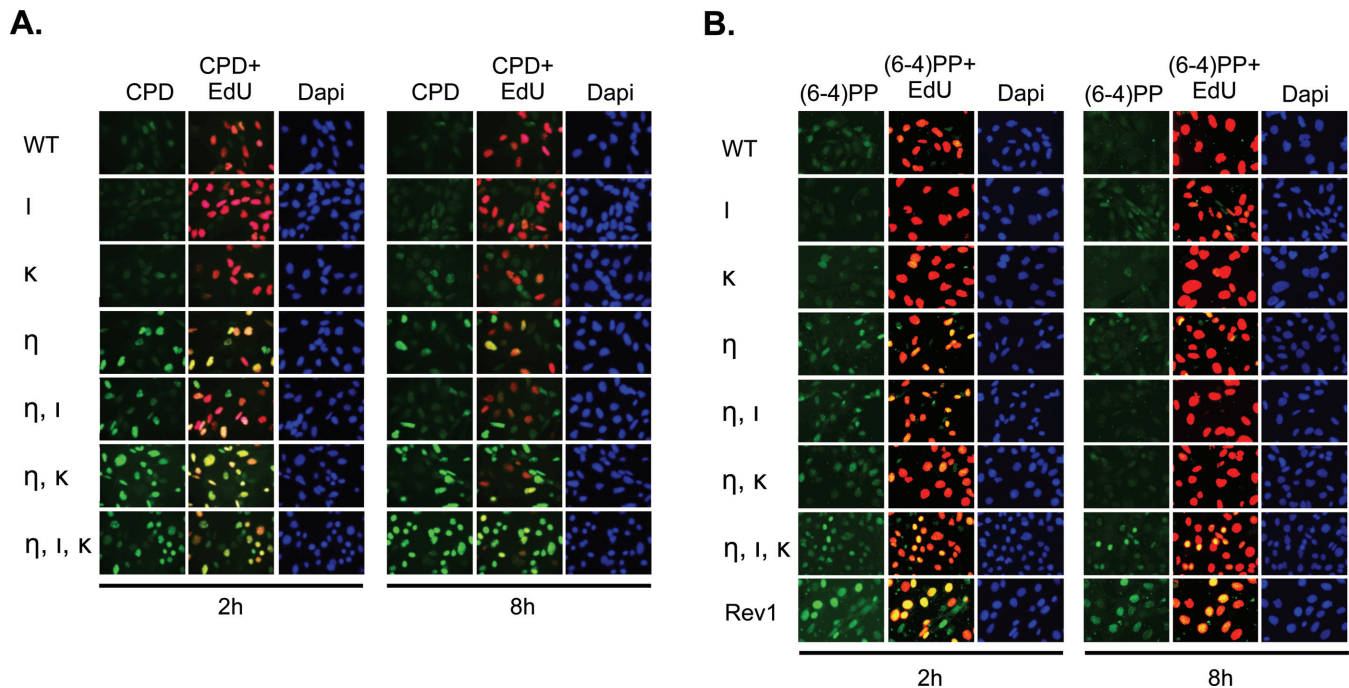 A.
CPD
CPD+
EdU
Dapi
CPD
CPD+
EdU
Dapi
WT
I
κ
η
η, ι
η, κ
η, ι, κ
2h
8h
B.
(6-4)PP
(6-4)PP+
EdU
Dapi
(6-4)PP
(6-4)PP+
EdU
Dapi
WT
I
κ
η
η, ι
η, κ
η, ι, κ
Rev1
2h
8h